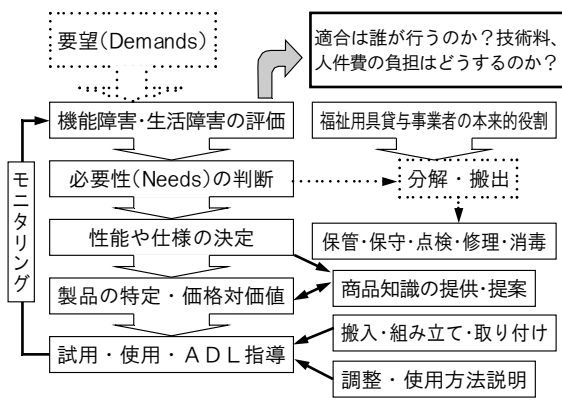 要望(Demands)
適合は誰が行うのか？技術料、
人件費の負担はどうするのか？
機能障害・生活障害の評価
福祉用具貸与事業者の本来的役割
必要性(Needs)の判断
分解・搬出
モニタリング
性能や仕様の決定
保管・保守・点検・修理・消毒
製品の特定・価格対価値
商品知識の提供・提案
搬入・組み立て・取り付け
試用・使用・ＡＤＬ指導
調整・使用方法説明